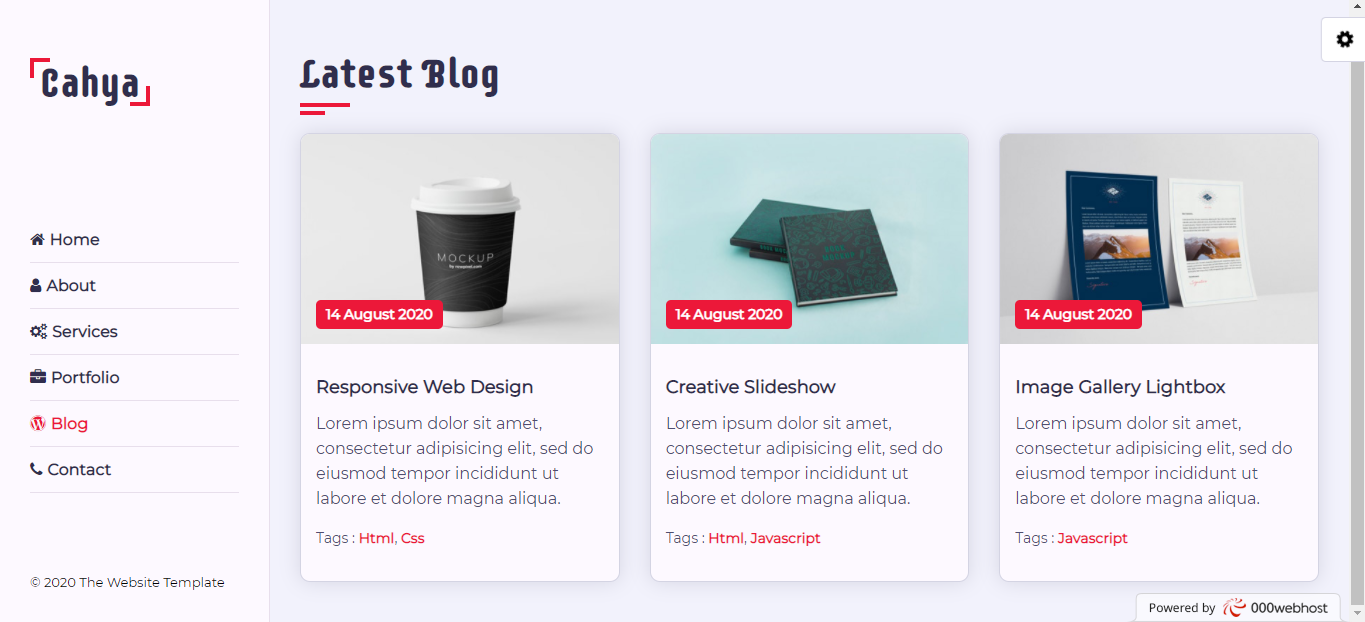 Cahya
Home
About
Services
Portfolio
Blog
Contact
© 2020 The Website Template
Latest Blog
MOCKUP
by rawpixel.com
14 August 2020
Responsive Web Design
Lorem ipsum dolor sit amet,
consectetur adipisicing elit, sed do
eiusmod tempor incididunt ut
labore et dolore magna aliqua.
Tags : Html, Css
14 August 2020
Creative Slideshow
Lorem ipsum dolor sit amet,
consectetur adipisicing elit, sed do
eiusmod tempor incididunt ut
labore et dolore magna aliqua.
Tags : Html, Javascript
14 August 2020
Image Gallery Lightbox
Lorem ipsum dolor sit amet,
consectetur adipisicing elit, sed do
eiusmod tempor incididunt ut
labore et dolore magna aliqua.
Tags : Javascript
Powered by 000webhost